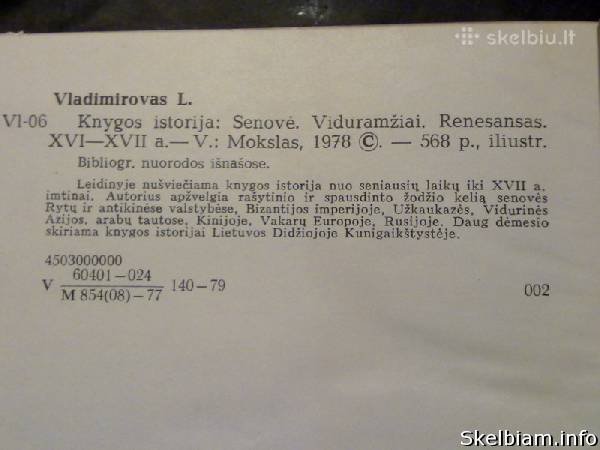 skelbiu.lt
Vladimirovas L.
Vl-06 Knygos istorija: Senovė. Viduramžiai. Renesansas.
XVI—XVII a.— V.: Mokslas, 1978 ©. — 568 p., iliustr.
Bibliogr. nuorodos išnašose.
Leidinyje nušviečiama knygos istorija nuo seniausių laikų iki XVII a.
imtinai. Autorius apžvelgia rašytinio ir spausdinto žodžio kelią senovės
Rytų ir antikinėse valstybėse, Bizantijos imperijoje, Užkaukazės, Vidurinės
Azijos, arabų tautose, Kinijoje, Vakarų Europoje, Rusijoje. Daug dėmesio
skiriama knygos istorijai Lietuvos Didžiojoje Kunigaikštystėje.
4503000000
60401—024
V M 854(08)—77 140—79 002
Skelbiam.info